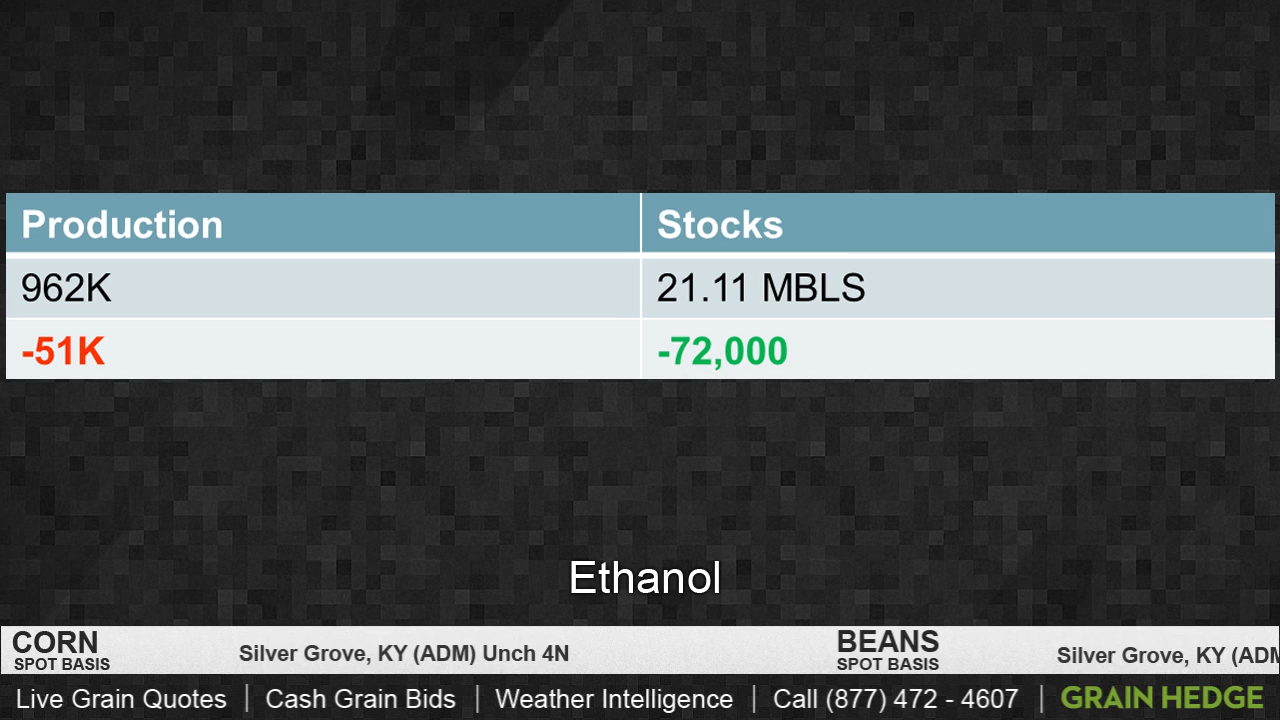 Production Stocks
962K 21.11 MBLS
-51K -72,000
Ethanol
CORN
SPOT BASIS
Silver Grove, KY (ADM) Unch 4N
BEANS
SPOT BASIS
Silver Grove, KY (ADM
Live Grain Quotes | Cash Grain Bids | Weather Intelligence | Call (877) 472 - 4607 | GRAIN HEDGE